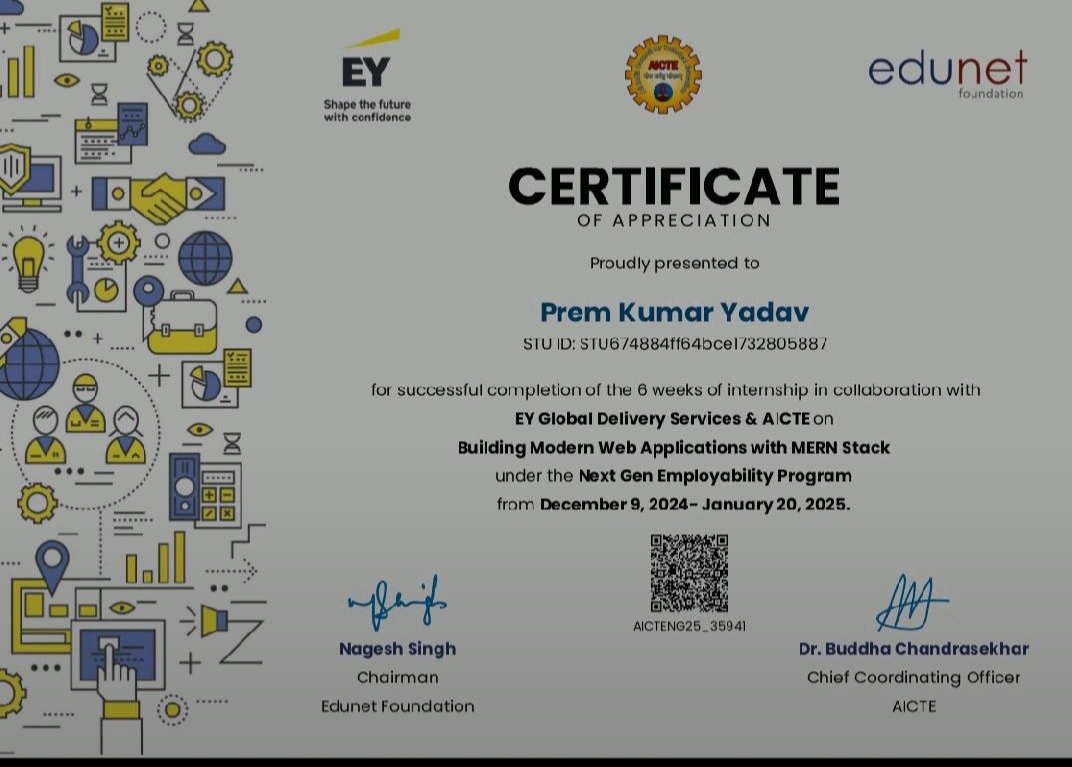 EY
Shape the future
with confidence
AICTE
edunet
foundation
CERTIFICATE
OF APPRECIATION
Proudly presented to
Prem Kumar Yadav
STU ID: STU674884ff64bce1732805887
for successful completion of the 6 weeks of internship in collaboration with
EY Global Delivery Services & AICTE on
Building Modern Web Applications with MERN Stack
under the Next Gen Employability Program
from December 9, 2024- January 20, 2025.
AICTENG25_35941
Nagesh Singh
Chairman
Edunet Foundation
Dr. Buddha Chandrasekhar
Chief Coordinating Officer
AICTE